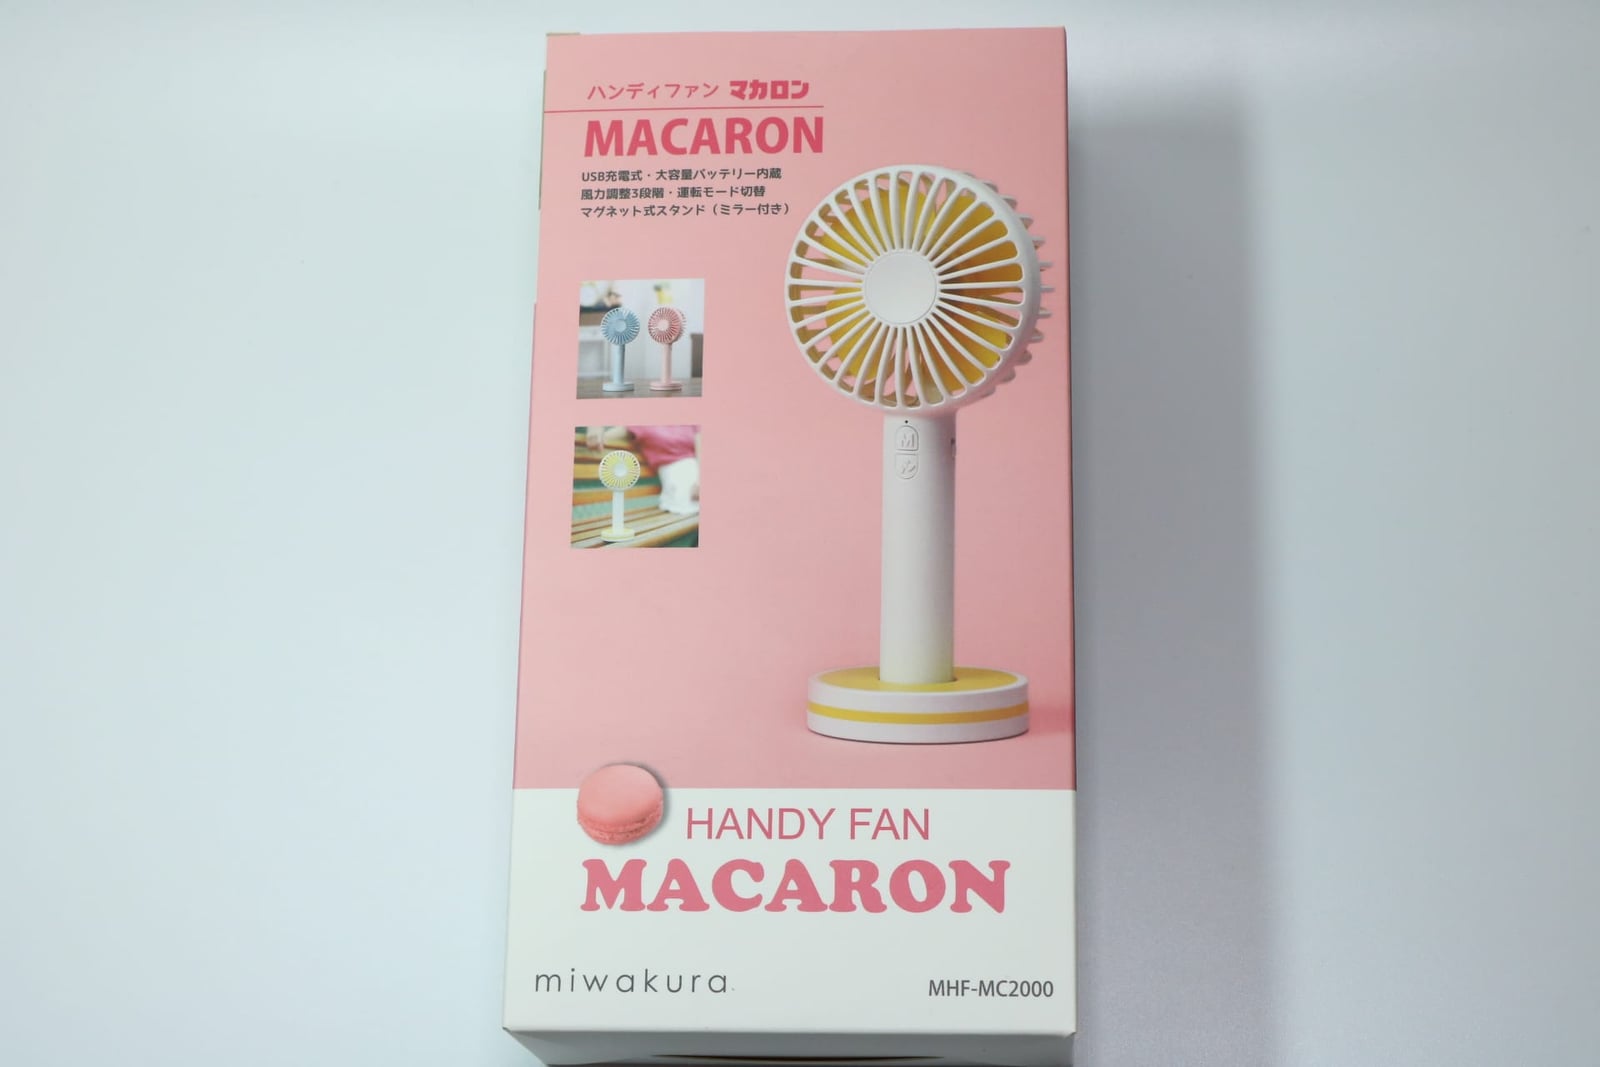 ハンディファン マカロン
MACARON
USB充電式・大容量バッテリー内蔵
風力調整3段階・運転モード切替
マグネット式スタンド（ミラー付き）
M
HANDY FAN
MACARON
miwakura
MHF-MC2000